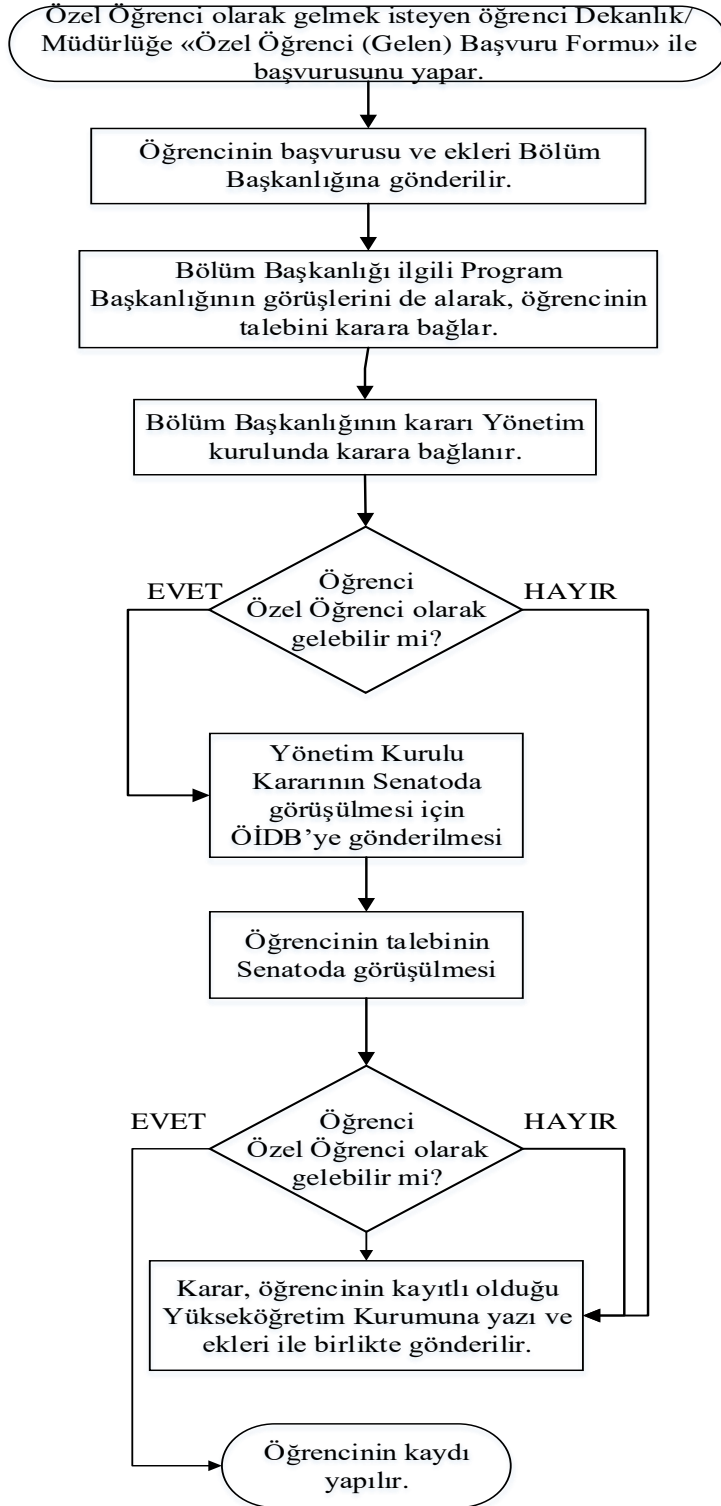 Özel Öğrenci olarak gelmek isteyen öğrenci Dekanlık/
Müdürlüğe «Özel Öğrenci (Gelen) Başvuru Formu» ile
başvurusunu yapar.
Öğrencinin başvurusu ve ekleri Bölüm
Başkanlığına gönderilir.
Bölüm Başkanlığı ilgili Program
Başkanlığının görüşlerini de alarak, öğrencinin
talebini karara bağlar.
Bölüm Başkanlığının kararı Yönetim
kurulunda karara bağlanır.
EVET
HAYIR
Öğrenci
Özel Öğrenci olarak
gelebilir mi?
Yönetim Kurulu
Kararının Senatoda
görüşülmesi için
ÖİDB’ye gönderilmesi
Öğrencinin talebinin
Senatoda görüşülmesi
EVET
HAYIR
Öğrenci
Özel Öğrenci olarak
gelebilir mi?
Karar, öğrencinin kayıtlı olduğu
Yükseköğretim Kurumuna yazı ve
ekleri ile birlikte gönderilir.
Öğrencinin kaydı
yapılır.